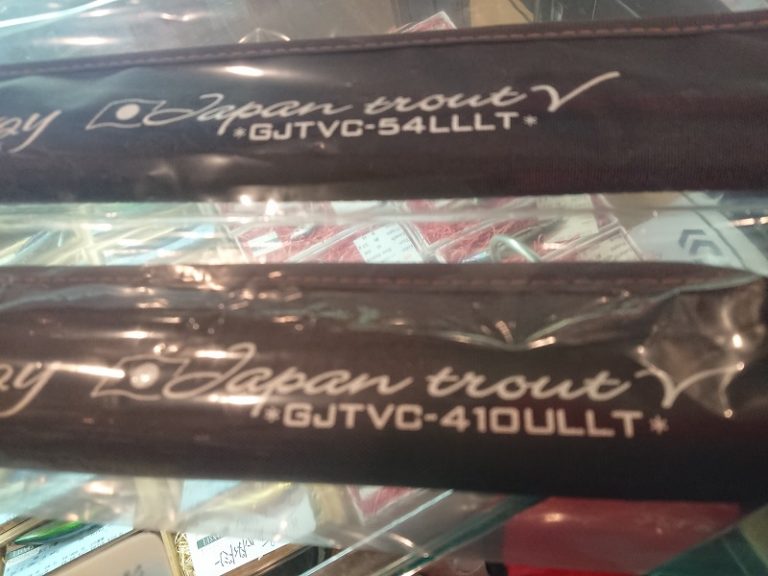 Japan trout V
*GJTVC-54LLLT*
Japan trout V
*GJTVC-410ULLT*